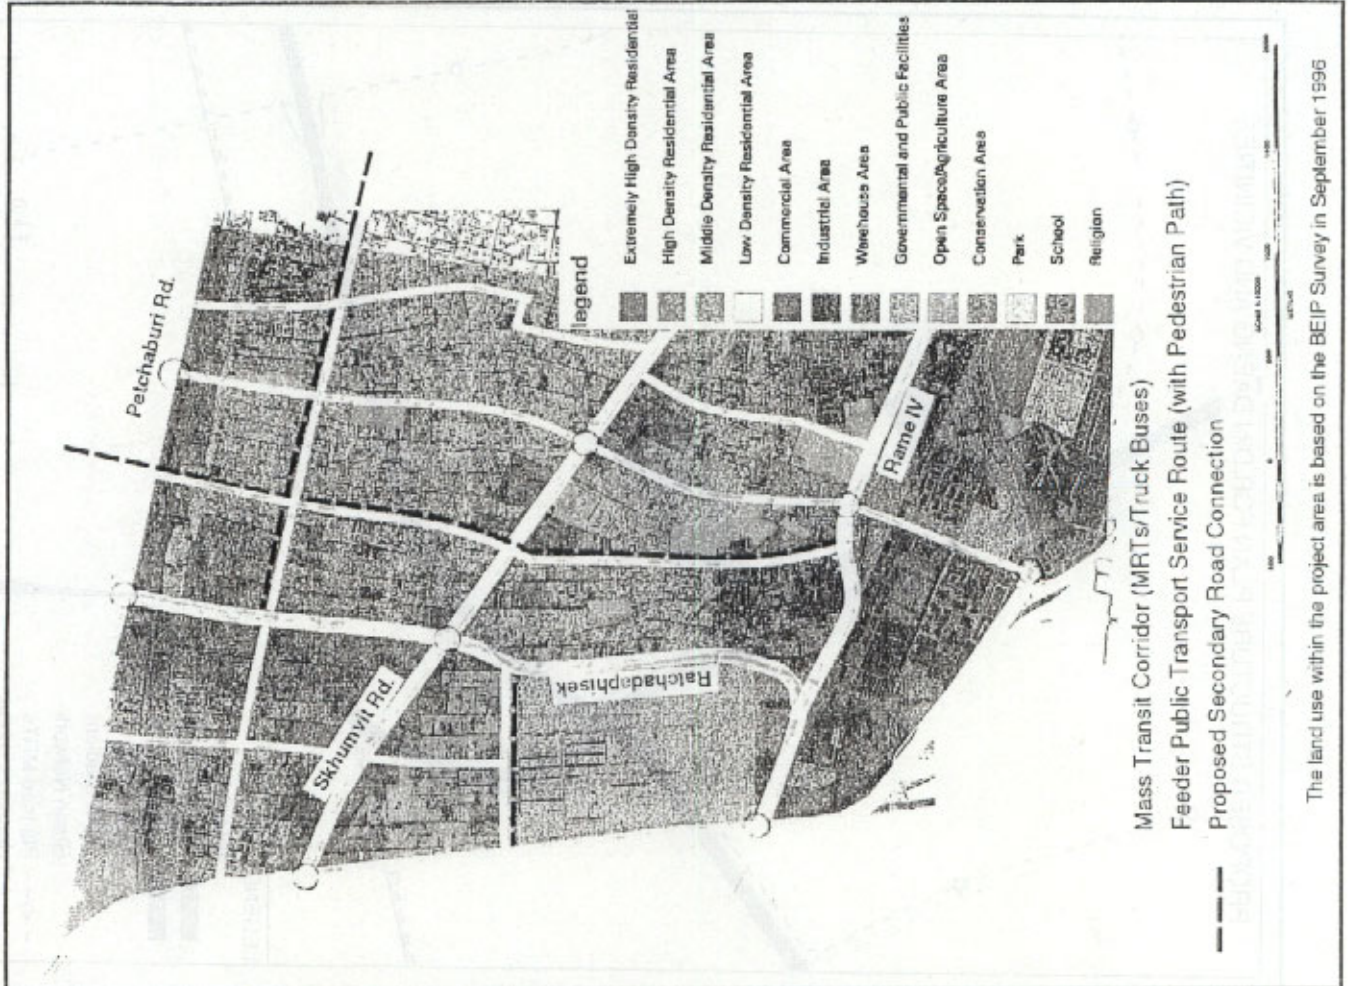 Petchaburi Rd.
Skhumvit Rd.
Ratchadaphisek
Rame IV
legend
Extremely High Density Residential
High Density Residential Area
Middle Density Residential Area
Low Density Residential Area
Commercial Area
Industrial Area
Warehouse Area
Governmental and Public Facilities
Open Space/Agriculture Area
Conservation Area
Park
School
Religion
Mass Transit Corridor (MRTs/Truck Buses)
Feeder Public Transport Service Route (with Pedestrian Path)
Proposed Secondary Road Connection
The land use within the project area is based on the BEIP Survey in September 1996